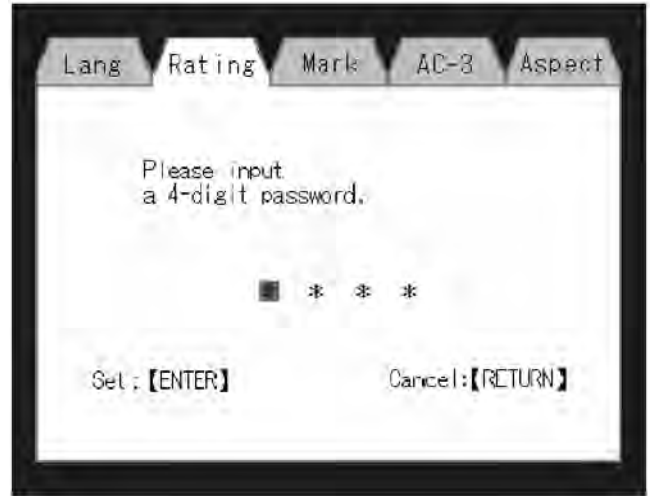 Lang Rating Mark AC-3 Aspect
Please input
a 4-digit password.
* * *
Set:【ENTER】 Cancel:【RETURN】